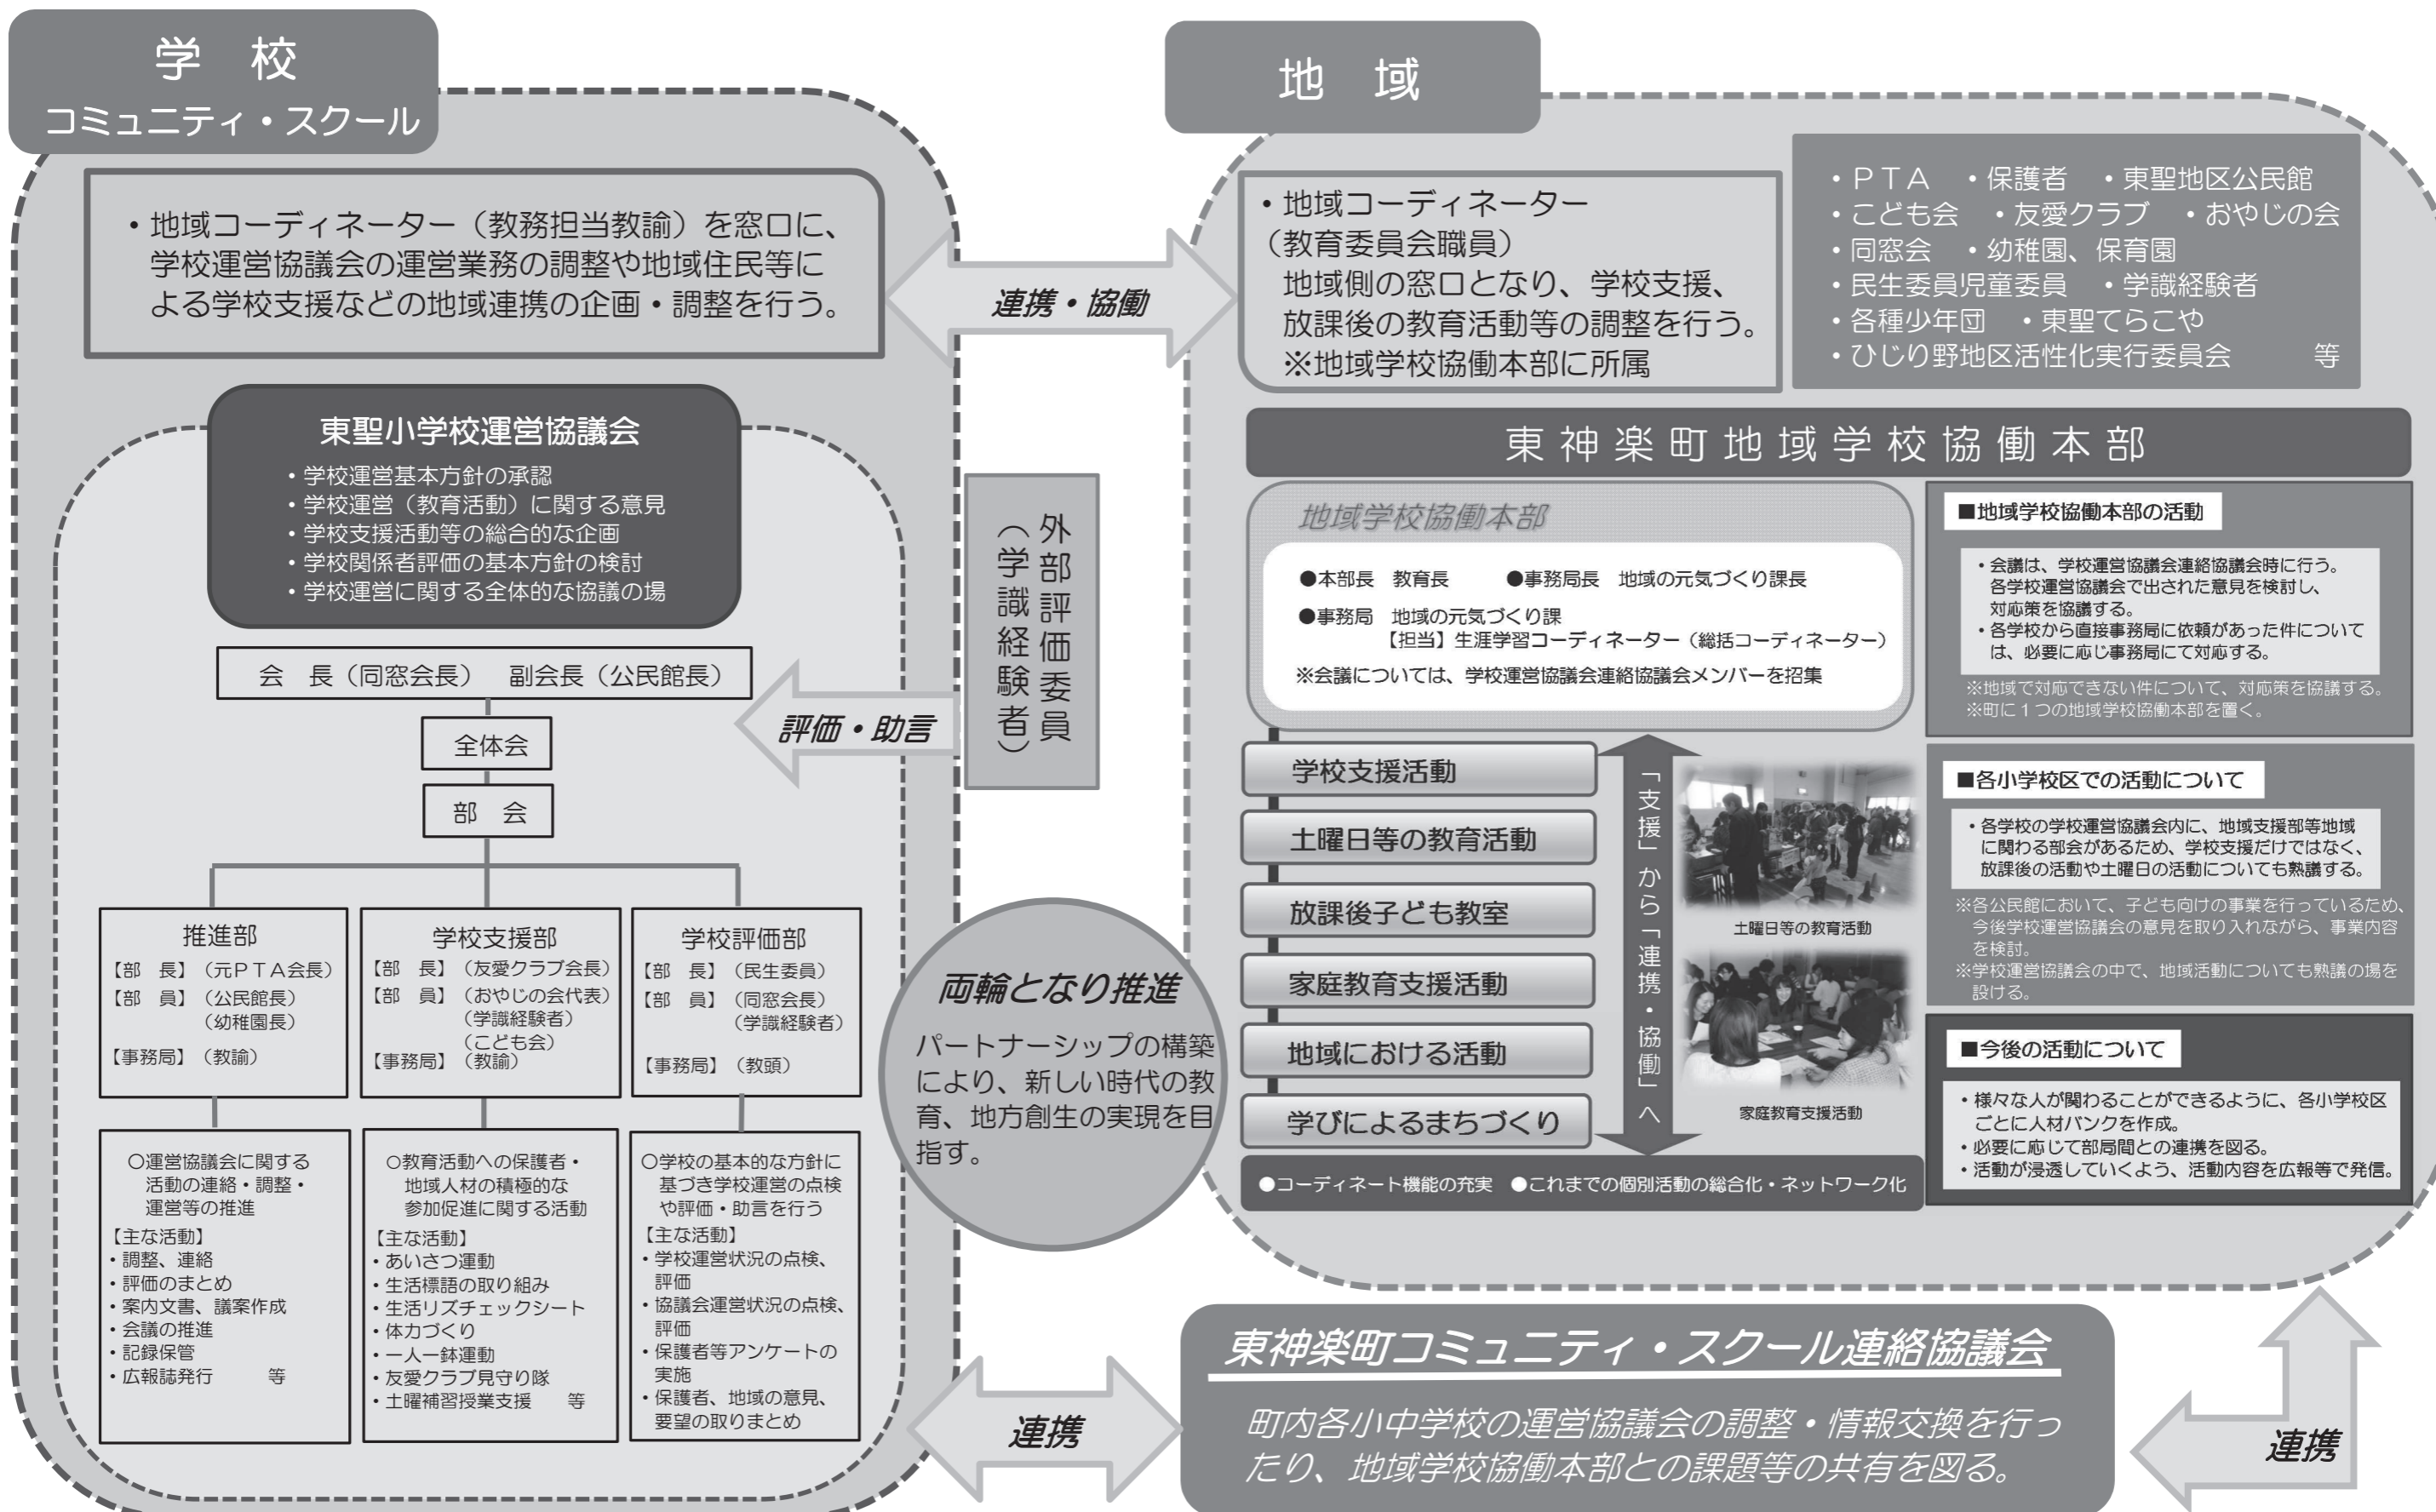 学 校
コミュニティ・スクール
・地域コーディネーター（教務担当教諭）を窓口に、
学校運営協議会の運営業務の調整や地域住民等に
よる学校支援などの地域連携の企画・調整を行う。
東聖小学校運営協議会
・学校運営基本方針の承認
・学校運営（教育活動）に関する意見
・学校支援活動等の総合的な企画
・学校関係者評価の基本方針の検討
・学校運営に関する全体的な協議の場
会　長（同窓会長）　副会長（公民館長）
全体会
部　会
推進部
【部　長】（元ＰＴＡ会長）
【部　員】（公民館長）
（幼稚園長）
【事務局】（教諭）
○運営協議会に関する
活動の連絡・調整・
運営等の推進
【主な活動】
・調整、連絡
・評価のまとめ
・案内文書、議案作成
・会議の推進
・記録保管
・広報誌発行　　等
学校支援部
【部　長】（友愛クラブ会長）
【部　員】（おやじの会代表）
（学識経験者）
（こども会）
【事務局】（教諭）
○教育活動への保護者・
地域人材の積極的な
参加促進に関する活動
【主な活動】
・あいさつ運動
・生活標語の取り組み
・生活リズチェックシート
・体力づくり
・一人一鉢運動
・友愛クラブ見守り隊
・土曜補習授業支援　等
学校評価部
【部　長】（民生委員）
【部　員】（同窓会長）
（学識経験者）
【事務局】（教頭）
○学校の基本的な方針に
基づき学校運営の点検
や評価・助言を行う
【主な活動】
・学校運営状況の点検、
評価
・協議会運営状況の点検、
評価
・保護者等アンケートの
実施
・保護者、地域の意見、
要望の取りまとめ
連携・協働
外部評価委員
（学識経験者）
評価・助言
両輪となり推進
パートナーシップの構築
により、新しい時代の教
育、地方創生の実現を目
指す。
連携
地 域
・地域コーディネーター
（教育委員会職員）
地域側の窓口となり、学校支援、
放課後の教育活動等の調整を行う。
※地域学校協働本部に所属
・ＰＴＡ　・保護者　・東聖地区公民館
・こども会　・友愛クラブ　・おやじの会
・同窓会　・幼稚園、保育園
・民生委員児童委員　・学識経験者
・各種少年団　・東聖てらこや
・ひじり野地区活性化実行委員会　　等
東神楽町地域学校協働本部
地域学校協働本部
●本部長　教育長　　●事務局長　地域の元気づくり課長
●事務局　地域の元気づくり課
【担当】生涯学習コーディネーター（総括コーディネーター）
※会議については、学校運営協議会連絡協議会メンバーを招集
学校支援活動
土曜日等の教育活動
放課後子ども教室
家庭教育支援活動
地域における活動
学びによるまちづくり
「支援」から「連携・協働」へ
土曜日等の教育活動
家庭教育支援活動
●コーディネート機能の充実　●これまでの個別活動の総合化・ネットワーク化
■地域学校協働本部の活動
・会議は、学校運営協議会連絡協議会時に行う。
各学校運営協議会で出された意見を検討し、
対応策を協議する。
・各学校から直接事務局に依頼があった件について
は、必要に応じ事務局にて対応する。
※地域で対応できない件について、対応策を協議する。
※町に１つの地域学校協働本部を置く。
■各小学校区での活動について
・各学校の学校運営協議会内に、地域支援部等地域
に関わる部会があるため、学校支援だけではなく、
放課後の活動や土曜日の活動についても熟議する。
※各公民館において、子ども向けの事業を行っているため、
今後学校運営協議会の意見を取り入れながら、事業内容
を検討。
※学校運営協議会の中で、地域活動についても熟議の場を
設ける。
■今後の活動について
・様々な人が関わることができるように、各小学校区
ごとに人材バンクを作成。
・必要に応じて部局間との連携を図る。
・活動が浸透していくよう、活動内容を広報等で発信。
東神楽町コミュニティ・スクール連絡協議会
町内各小中学校の運営協議会の調整・情報交換を行っ
たり、地域学校協働本部との課題等の共有を図る。
連携